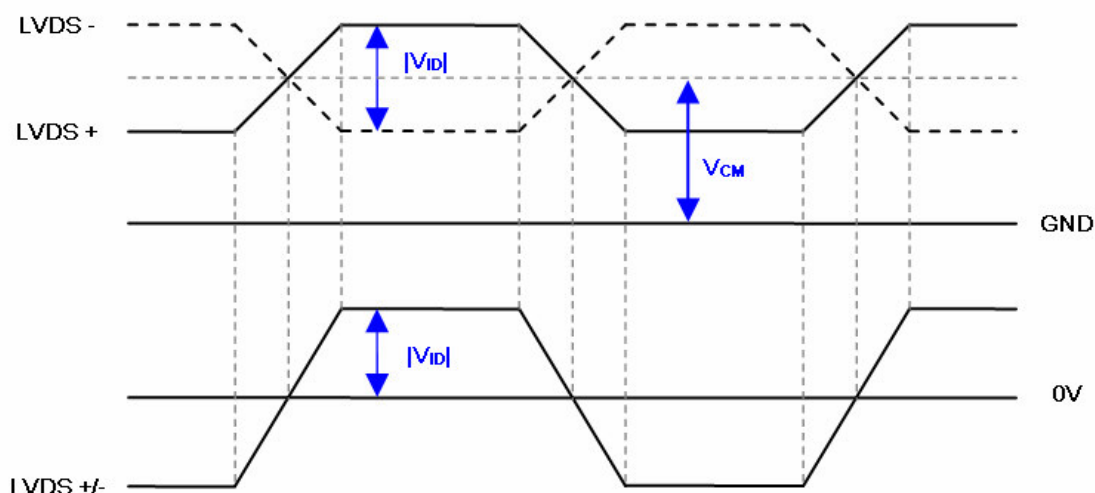 LVDS -
|VID|
LVDS +
VCM
GND
|VID|
0V
LVDS +/-